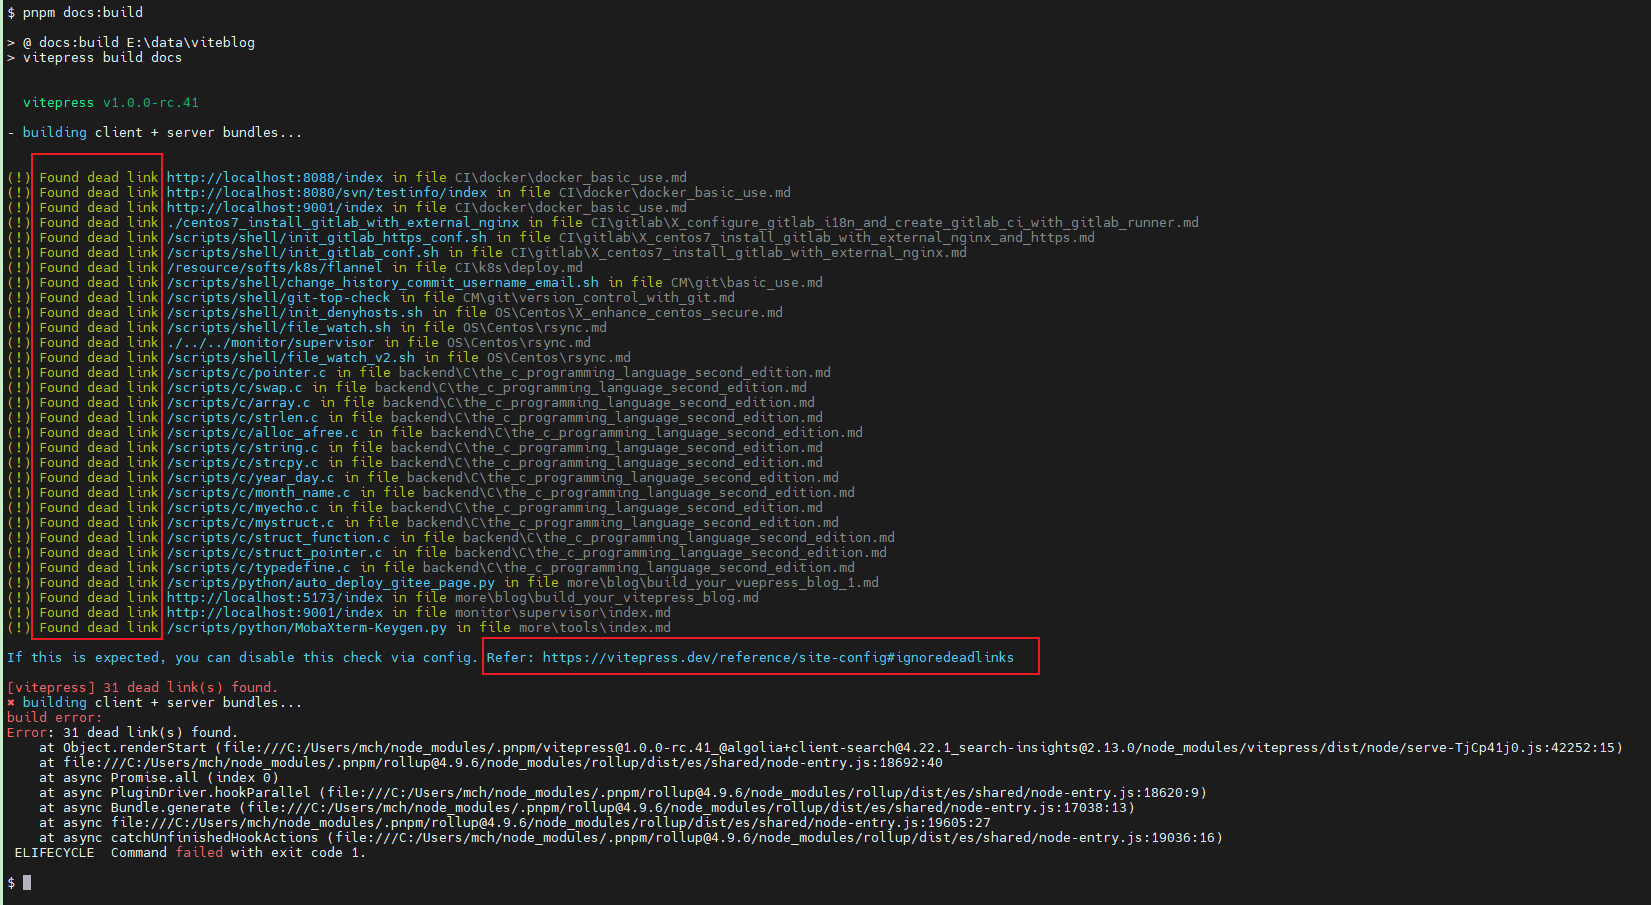 $ pnpm docs:build
> @ docs:build E:\data\viteblog
> vitepress build docs
vitepress v1.0.0-rc.41
- building client + server bundles...
(!) Found dead link http://localhost:8088/index in file CI\docker\docker_basic_use.md
(!) Found dead link http://localhost:8080/svn/testinfo/index in file CI\docker\docker_basic_use.md
(!) Found dead link http://localhost:9001/index in file CI\docker\docker_basic_use.md
(!) Found dead link ./centos7_install_gitlab_with_external_nginx in file CI\gitlab\X_configure_gitlab_i18n_and_create_gitlab_ci_with_gitlab_runner.md
(!) Found dead link /scripts/shell/init_gitlab_https_conf.sh in file CI\gitlab\X_centos7_install_gitlab_with_external_nginx_and_https.md
(!) Found dead link /scripts/shell/init_gitlab_conf.sh in file CI\gitlab\X_centos7_install_gitlab_with_external_nginx.md
(!) Found dead link /resource/softs/k8s/flannel in file CI\k8s\deploy.md
(!) Found dead link /scripts/shell/change_history_commit_username_email.sh in file CM\git\basic_use.md
(!) Found dead link /scripts/shell/git-top-check in file CM\git\version_control_with_git.md
(!) Found dead link /scripts/shell/init_denyhosts.sh in file OS\Centos\X_enhance_centos_secure.md
(!) Found dead link /scripts/shell/file_watch.sh in file OS\Centos\rsync.md
(!) Found dead link ./../../monitor/supervisor in file OS\Centos\rsync.md
(!) Found dead link /scripts/shell/file_watch_v2.sh in file OS\Centos\rsync.md
(!) Found dead link /scripts/c/pointer.c in file backend\C\the_c_programming_language_second_edition.md
(!) Found dead link /scripts/c/swap.c in file backend\C\the_c_programming_language_second_edition.md
(!) Found dead link /scripts/c/array.c in file backend\C\the_c_programming_language_second_edition.md
(!) Found dead link /scripts/c/strlen.c in file backend\C\the_c_programming_language_second_edition.md
(!) Found dead link /scripts/c/alloc_afree.c in file backend\C\the_c_programming_language_second_edition.md
(!) Found dead link /scripts/c/string.c in file backend\C\the_c_programming_language_second_edition.md
(!) Found dead link /scripts/c/strcpy.c in file backend\C\the_c_programming_language_second_edition.md
(!) Found dead link /scripts/c/year_day.c in file backend\C\the_c_programming_language_second_edition.md
(!) Found dead link /scripts/c/month_name.c in file backend\C\the_c_programming_language_second_edition.md
(!) Found dead link /scripts/c/myecho.c in file backend\C\the_c_programming_language_second_edition.md
(!) Found dead link /scripts/c/mystruct.c in file backend\C\the_c_programming_language_second_edition.md
(!) Found dead link /scripts/c/struct_function.c in file backend\C\the_c_programming_language_second_edition.md
(!) Found dead link /scripts/c/struct_pointer.c in file backend\C\the_c_programming_language_second_edition.md
(!) Found dead link /scripts/c/typedefine.c in file backend\C\the_c_programming_language_second_edition.md
(!) Found dead link /scripts/python/auto_deploy_gitee_page.py in file more\blog\build_your_vuepress_blog_1.md
(!) Found dead link http://localhost:5173/index in file more\blog\build_your_vitepress_blog.md
(!) Found dead link http://localhost:9001/index in file monitor\supervisor\index.md
(!) Found dead link /scripts/python/MobaXterm-Keygen.py in file more\tools\index.md
If this is expected, you can disable this check via config. Refer: https://vitepress.dev/reference/site-config#ignoredeadlinks
[vitepress] 31 dead link(s) found.
✖ building client + server bundles...
build error:
Error: 31 dead link(s) found.
at Object.renderStart (file:///C:/Users/mch/node_modules/.pnpm/vitepress@1.0.0-rc.41_@algolia+client-search@4.22.1_search-insights@2.13.0/node_modules/vitepress/dist/node/serve-TjCp41j0.js:42252:15)
at file:///C:/Users/mch/node_modules/.pnpm/rollup@4.9.6/node_modules/rollup/dist/es/shared/node-entry.js:18692:40
at async Promise.all (index 0)
at async PluginDriver.hookParallel (file:///C:/Users/mch/node_modules/.pnpm/rollup@4.9.6/node_modules/rollup/dist/es/shared/node-entry.js:18620:9)
at async Bundle.generate (file:///C:/Users/mch/node_modules/.pnpm/rollup@4.9.6/node_modules/rollup/dist/es/shared/node-entry.js:17038:13)
at async file:///C:/Users/mch/node_modules/.pnpm/rollup@4.9.6/node_modules/rollup/dist/es/shared/node-entry.js:19605:27
at async catchUnfinishedHookActions (file:///C:/Users/mch/node_modules/.pnpm/rollup@4.9.6/node_modules/rollup/dist/es/shared/node-entry.js:19036:16)
ELIFECYCLE  Command failed with exit code 1.
$